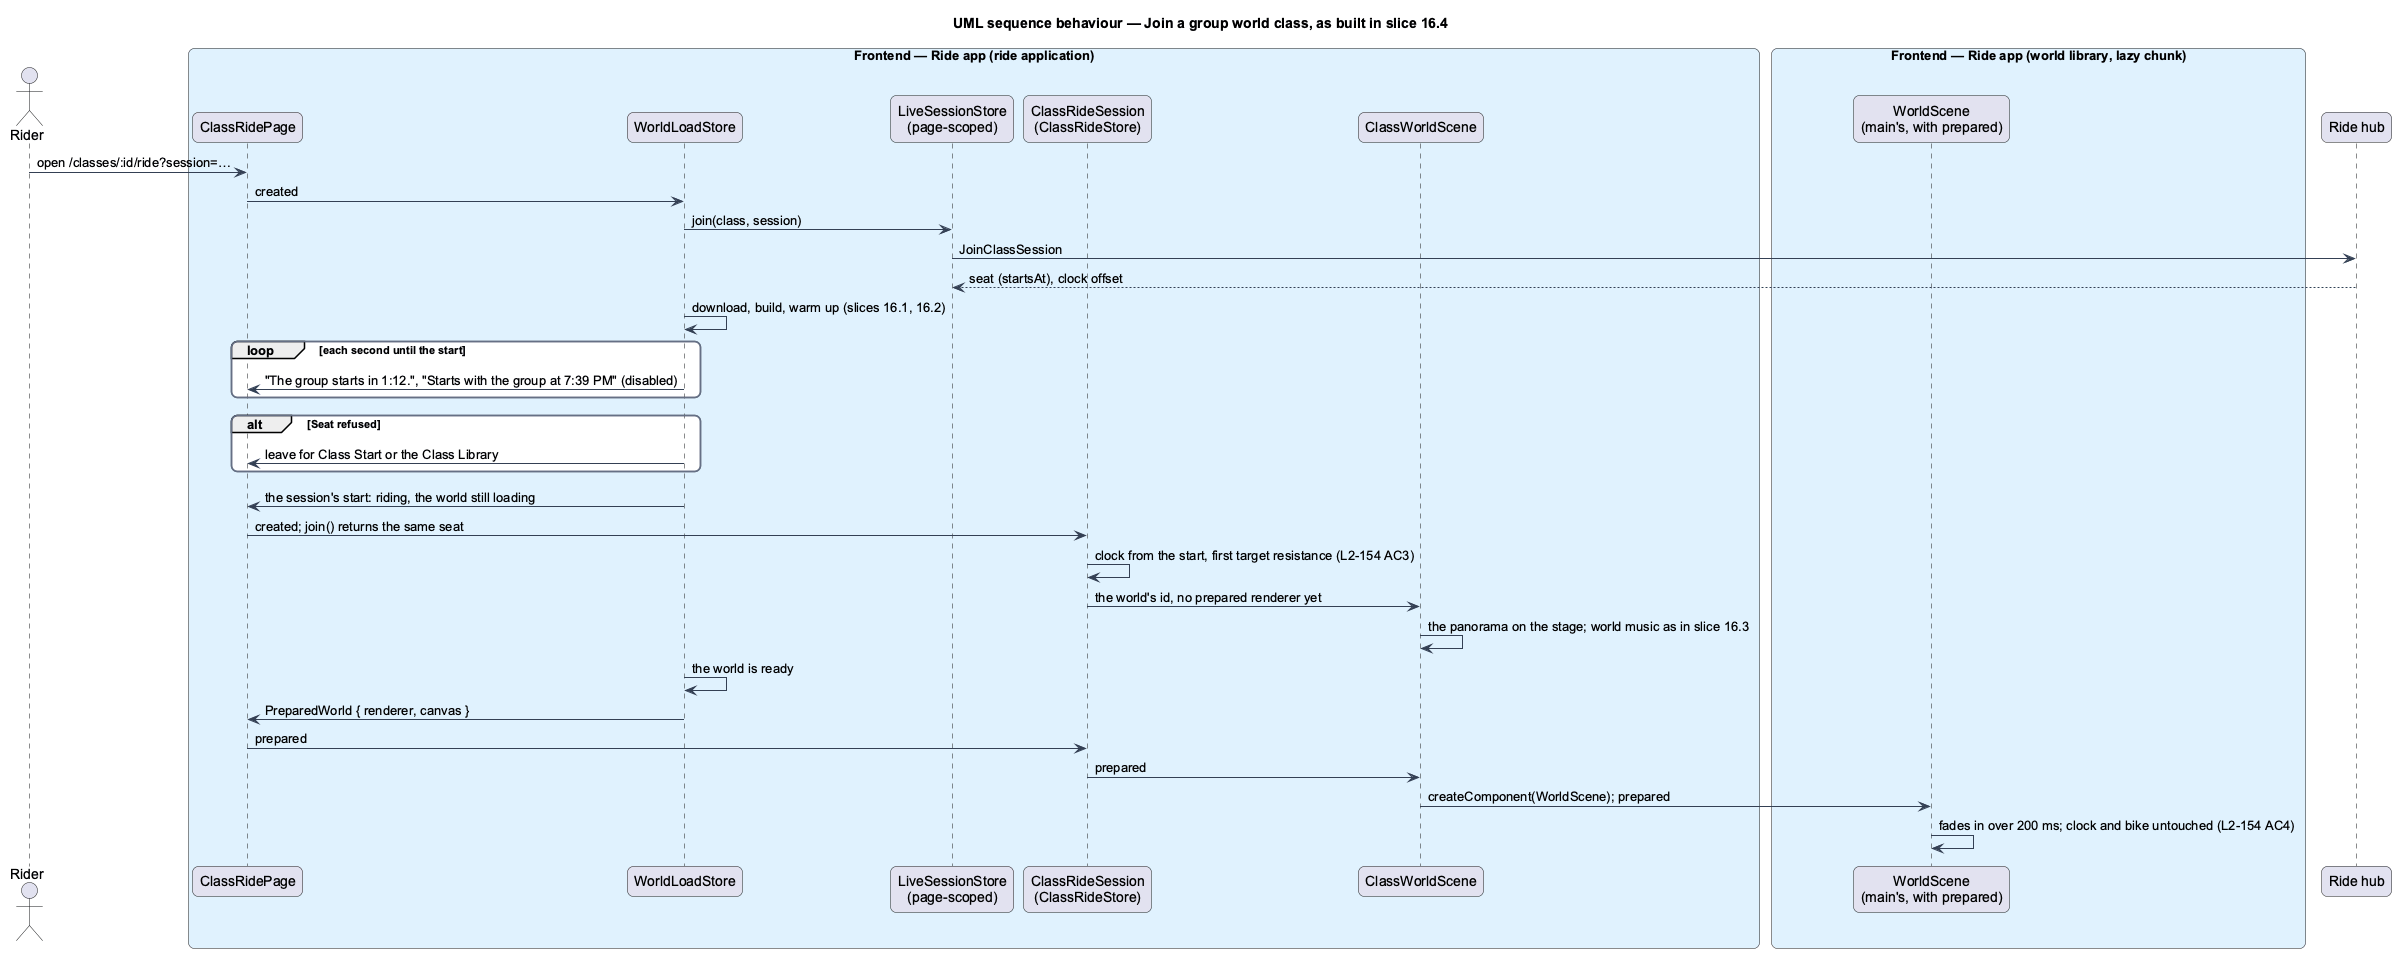 UML sequence behaviour — Join a group world class, as built in slice 16.4
Frontend — Ride app (ride application)
Frontend — Ride app (world library, lazy chunk)
Rider
ClassRidePage
WorldLoadStore
LiveSessionStore
(page-scoped)
ClassRideSession
(ClassRideStore)
ClassWorldScene
WorldScene
(main's, with prepared)
Ride hub
open /classes/:id/ride?session=…
created
join(class, session)
JoinClassSession
seat (startsAt), clock offset
download, build, warm up (slices 16.1, 16.2)
loop
[each second until the start]
"The group starts in 1:12.", "Starts with the group at 7:39 PM" (disabled)
alt
[Seat refused]
leave for Class Start or the Class Library
the session's start: riding, the world still loading
created; join() returns the same seat
clock from the start, first target resistance (L2-154 AC3)
the world's id, no prepared renderer yet
the panorama on the stage; world music as in slice 16.3
the world is ready
PreparedWorld { renderer, canvas }
prepared
prepared
createComponent(WorldScene); prepared
fades in over 200 ms; clock and bike untouched (L2-154 AC4)
Rider
ClassRidePage
WorldLoadStore
LiveSessionStore
(page-scoped)
ClassRideSession
(ClassRideStore)
ClassWorldScene
WorldScene
(main's, with prepared)
Ride hub